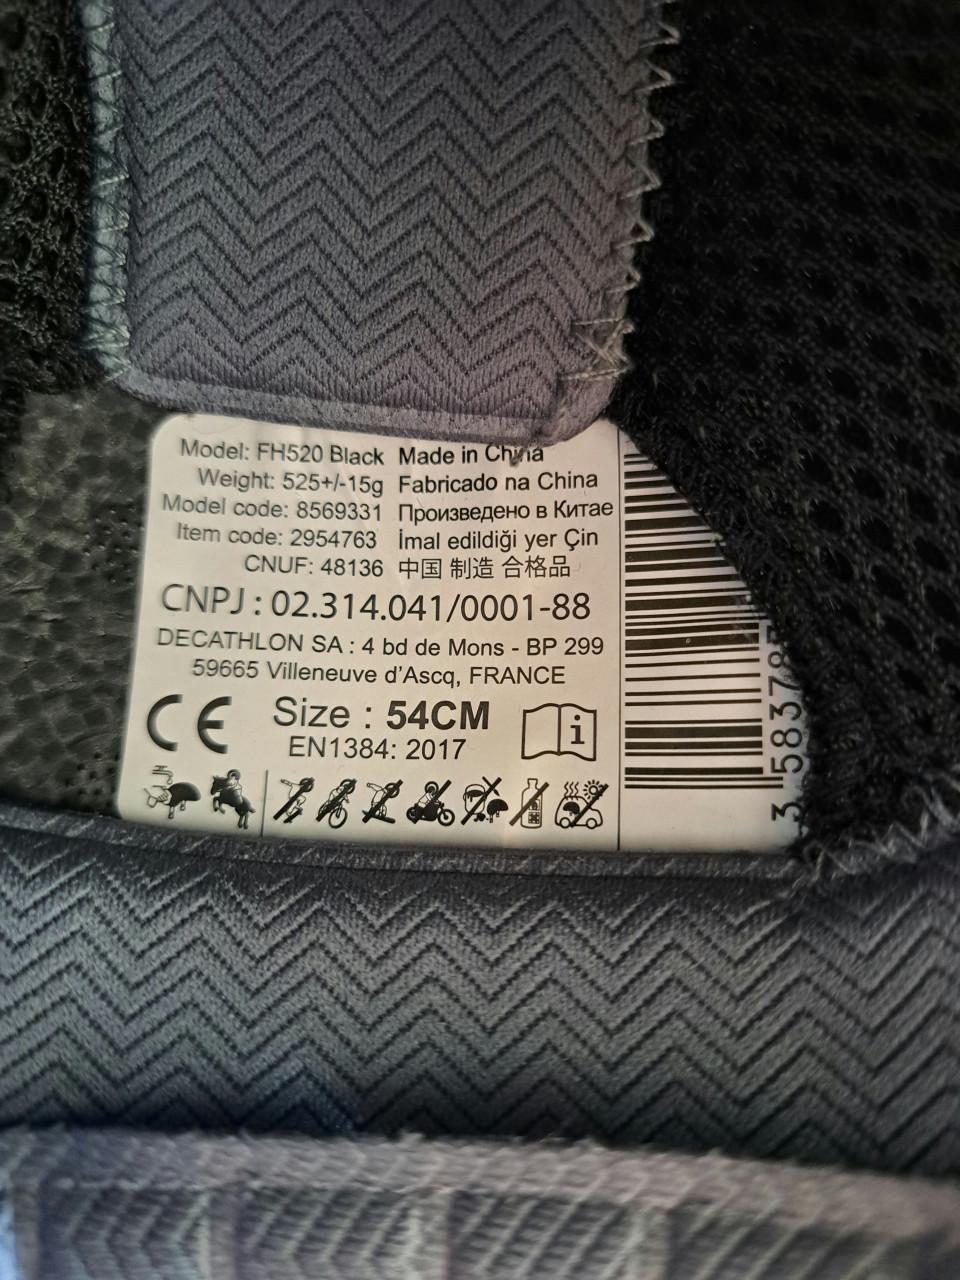 Model: FH520 Black Made in China
Weight: 525+/-15g Fabricado na China
Model code: 8569331 Произведено в Китае
Item code: 2954763 İmal edildiği yer Çin
CNUF: 48136 中国 制造 合格品
CNPJ : 02.314.041/0001-88
DECATHLON SA : 4 bd de Mons - BP 299
59665 Villeneuve d'Ascq, FRANCE
CE Size : 54CM
EN1384: 2017
i
3 58378